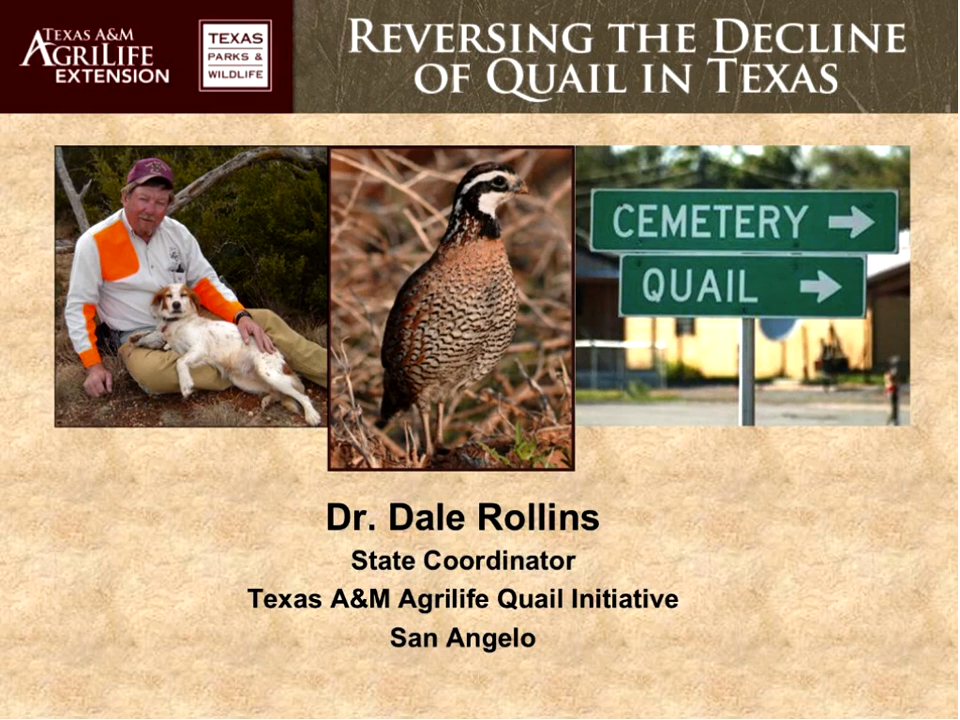 TEXAS A&M
AGRILIFE
EXTENSION
TEXAS
PARKS &
WILDLIFE
REVERSING THE DECLINE
OF QUAIL IN TEXAS
CEMETERY →
QUAIL →
Dr. Dale Rollins
State Coordinator
Texas A&M Agrilife Quail Initiative
San Angelo